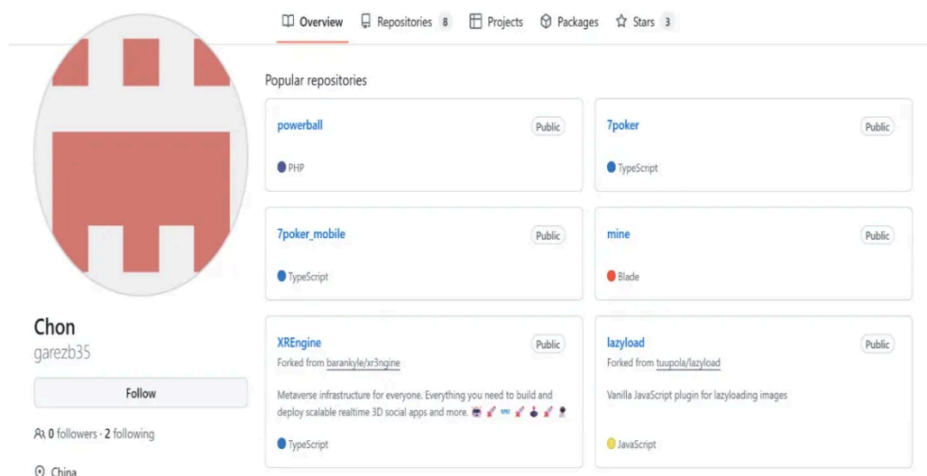 Overview Repositories 8 Projects Packages Stars 3
Popular repositories
powerball Public
PHP
7poker Public
TypeScript
7poker_mobile Public
TypeScript
mine Public
Blade
XREngine Public
Forked from barankyle/xr3ngine
Metaverse infrastructure for everyone. Everything you need to build and
deploy scalable realtime 3D social apps and more.
TypeScript
lazyload Public
Forked from tuupola/lazyload
Vanilla JavaScript plugin for lazyloading images
JavaScript
Chon
garezb35
Follow
0 followers · 2 following
China